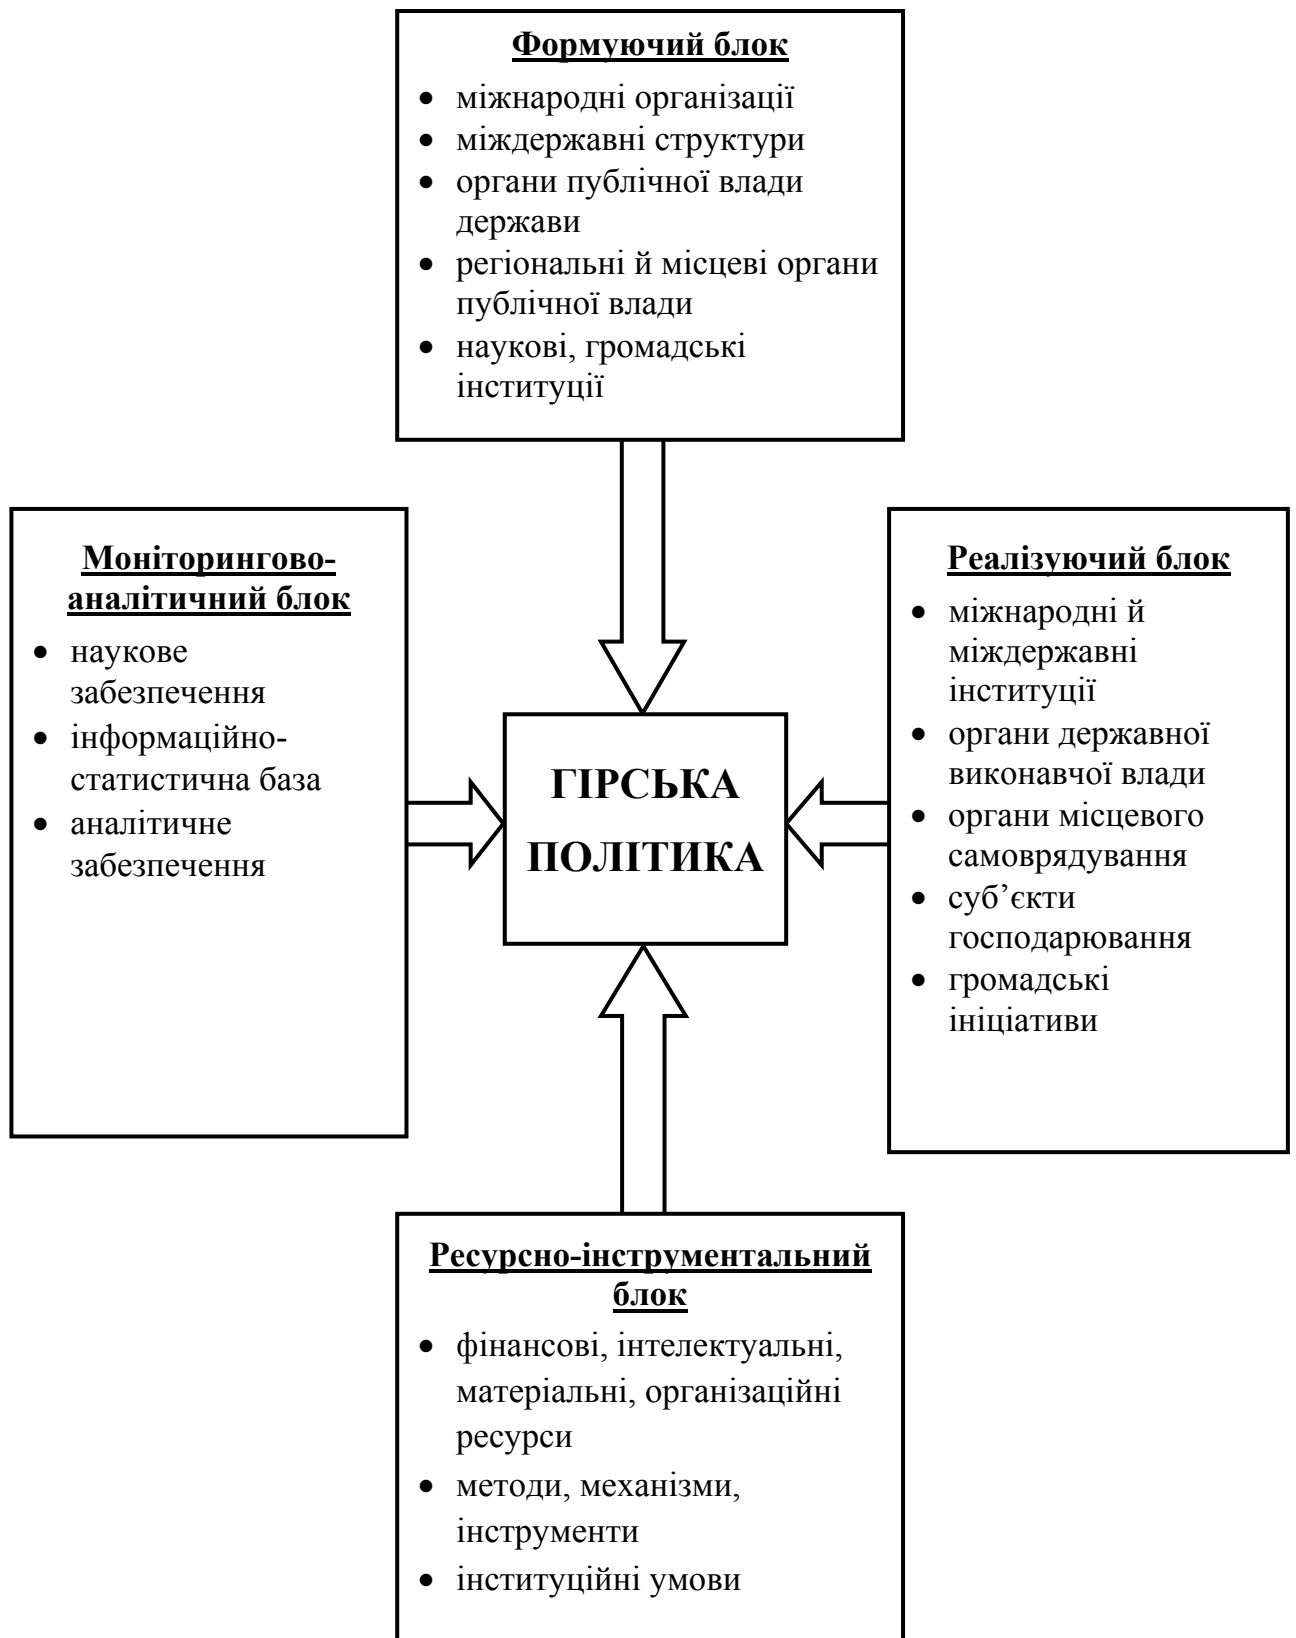 Формуючий блок
• міжнародні організації
• міждержавні структури
• органи публічної влади
держави
• регіональні й місцеві органи
публічної влади
• наукові, громадські
інституції
Моніторингово-
аналітичний блок
• наукове
забезпечення
• інформаційно-
статистична база
• аналітичне
забезпечення
ГІРСЬКА
ПОЛІТИКА
Реалізуючий блок
• міжнародні й
міждержавні
інституції
• органи державної
виконавчої влади
• органи місцевого
самоврядування
• суб’єкти
господарювання
• громадські
ініціативи
Ресурсно-інструментальний
блок
• фінансові, інтелектуальні,
матеріальні, організаційні
ресурси
• методи, механізми,
інструменти
• інституційні умови